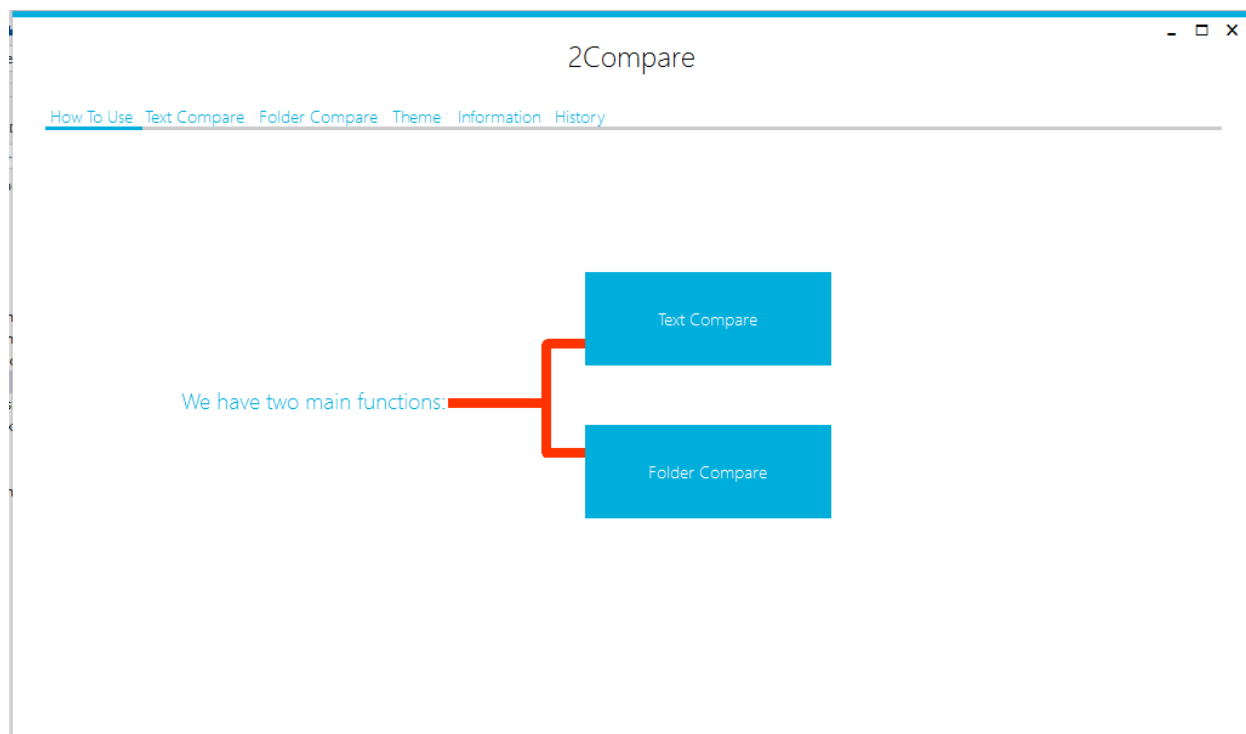 2Compare
How To Use Text Compare Folder Compare Theme Information History
Text Compare
We have two main functions:
Folder Compare